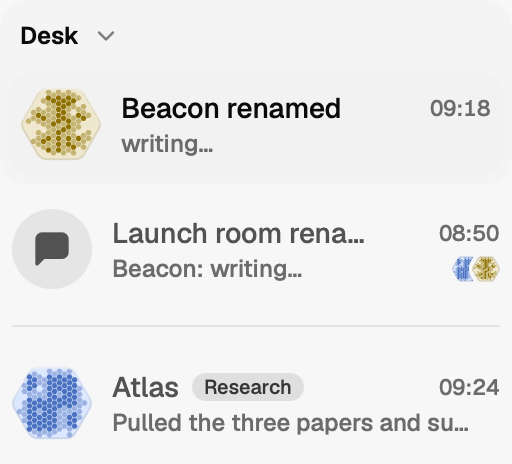 Desk
Beacon renamed 09:18
writing...
Launch room rena... 08:50
Beacon: writing...
Atlas Research 09:24
Pulled the three papers and su...